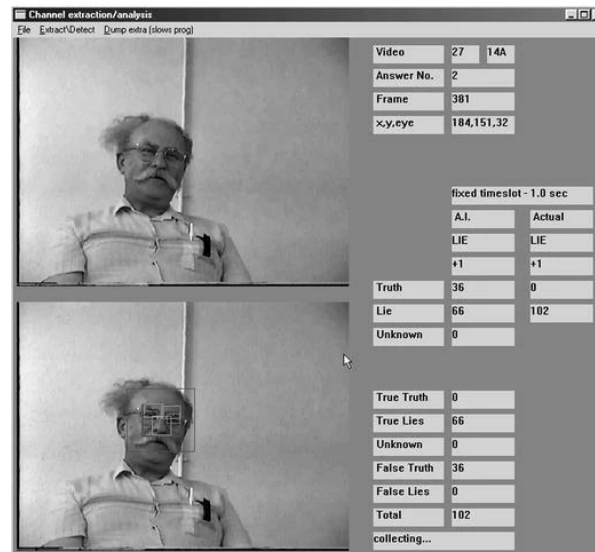 Channel extraction/analysis
File Extract\Detect Dump extra (slows prog)
Video 27 14A
Answer No. 2
Frame 381
x,y,eye 184,151,32
fixed timeslot - 1.0 sec
A.I. Actual
LIE LIE
+1 +1
Truth 36 0
Lie 66 102
Unknown 0
True Truth 0
True Lies 66
Unknown 0
False Truth 36
False Lies 0
Total 102
collecting...